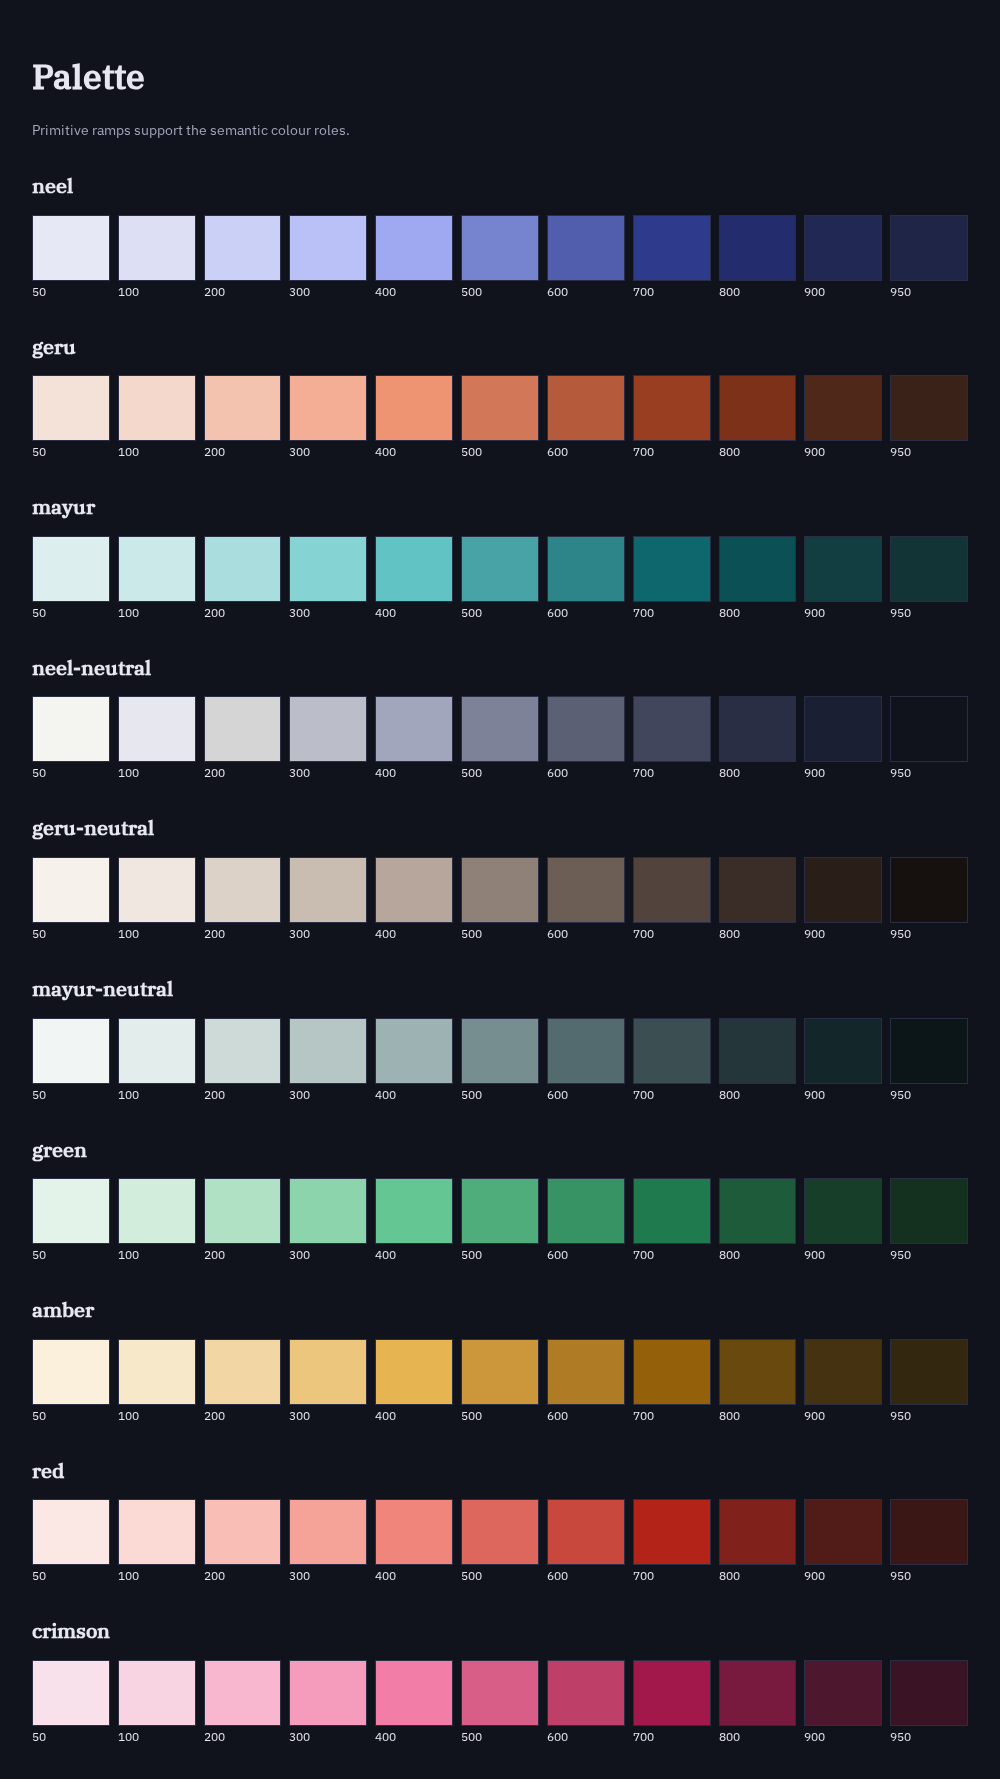 Palette
Primitive ramps support the semantic colour roles.
neel
50 100 200 300 400 500 600 700 800 900 950
geru
50 100 200 300 400 500 600 700 800 900 950
mayur
50 100 200 300 400 500 600 700 800 900 950
neel-neutral
50 100 200 300 400 500 600 700 800 900 950
geru-neutral
50 100 200 300 400 500 600 700 800 900 950
mayur-neutral
50 100 200 300 400 500 600 700 800 900 950
green
50 100 200 300 400 500 600 700 800 900 950
amber
50 100 200 300 400 500 600 700 800 900 950
red
50 100 200 300 400 500 600 700 800 900 950
crimson
50 100 200 300 400 500 600 700 800 900 950